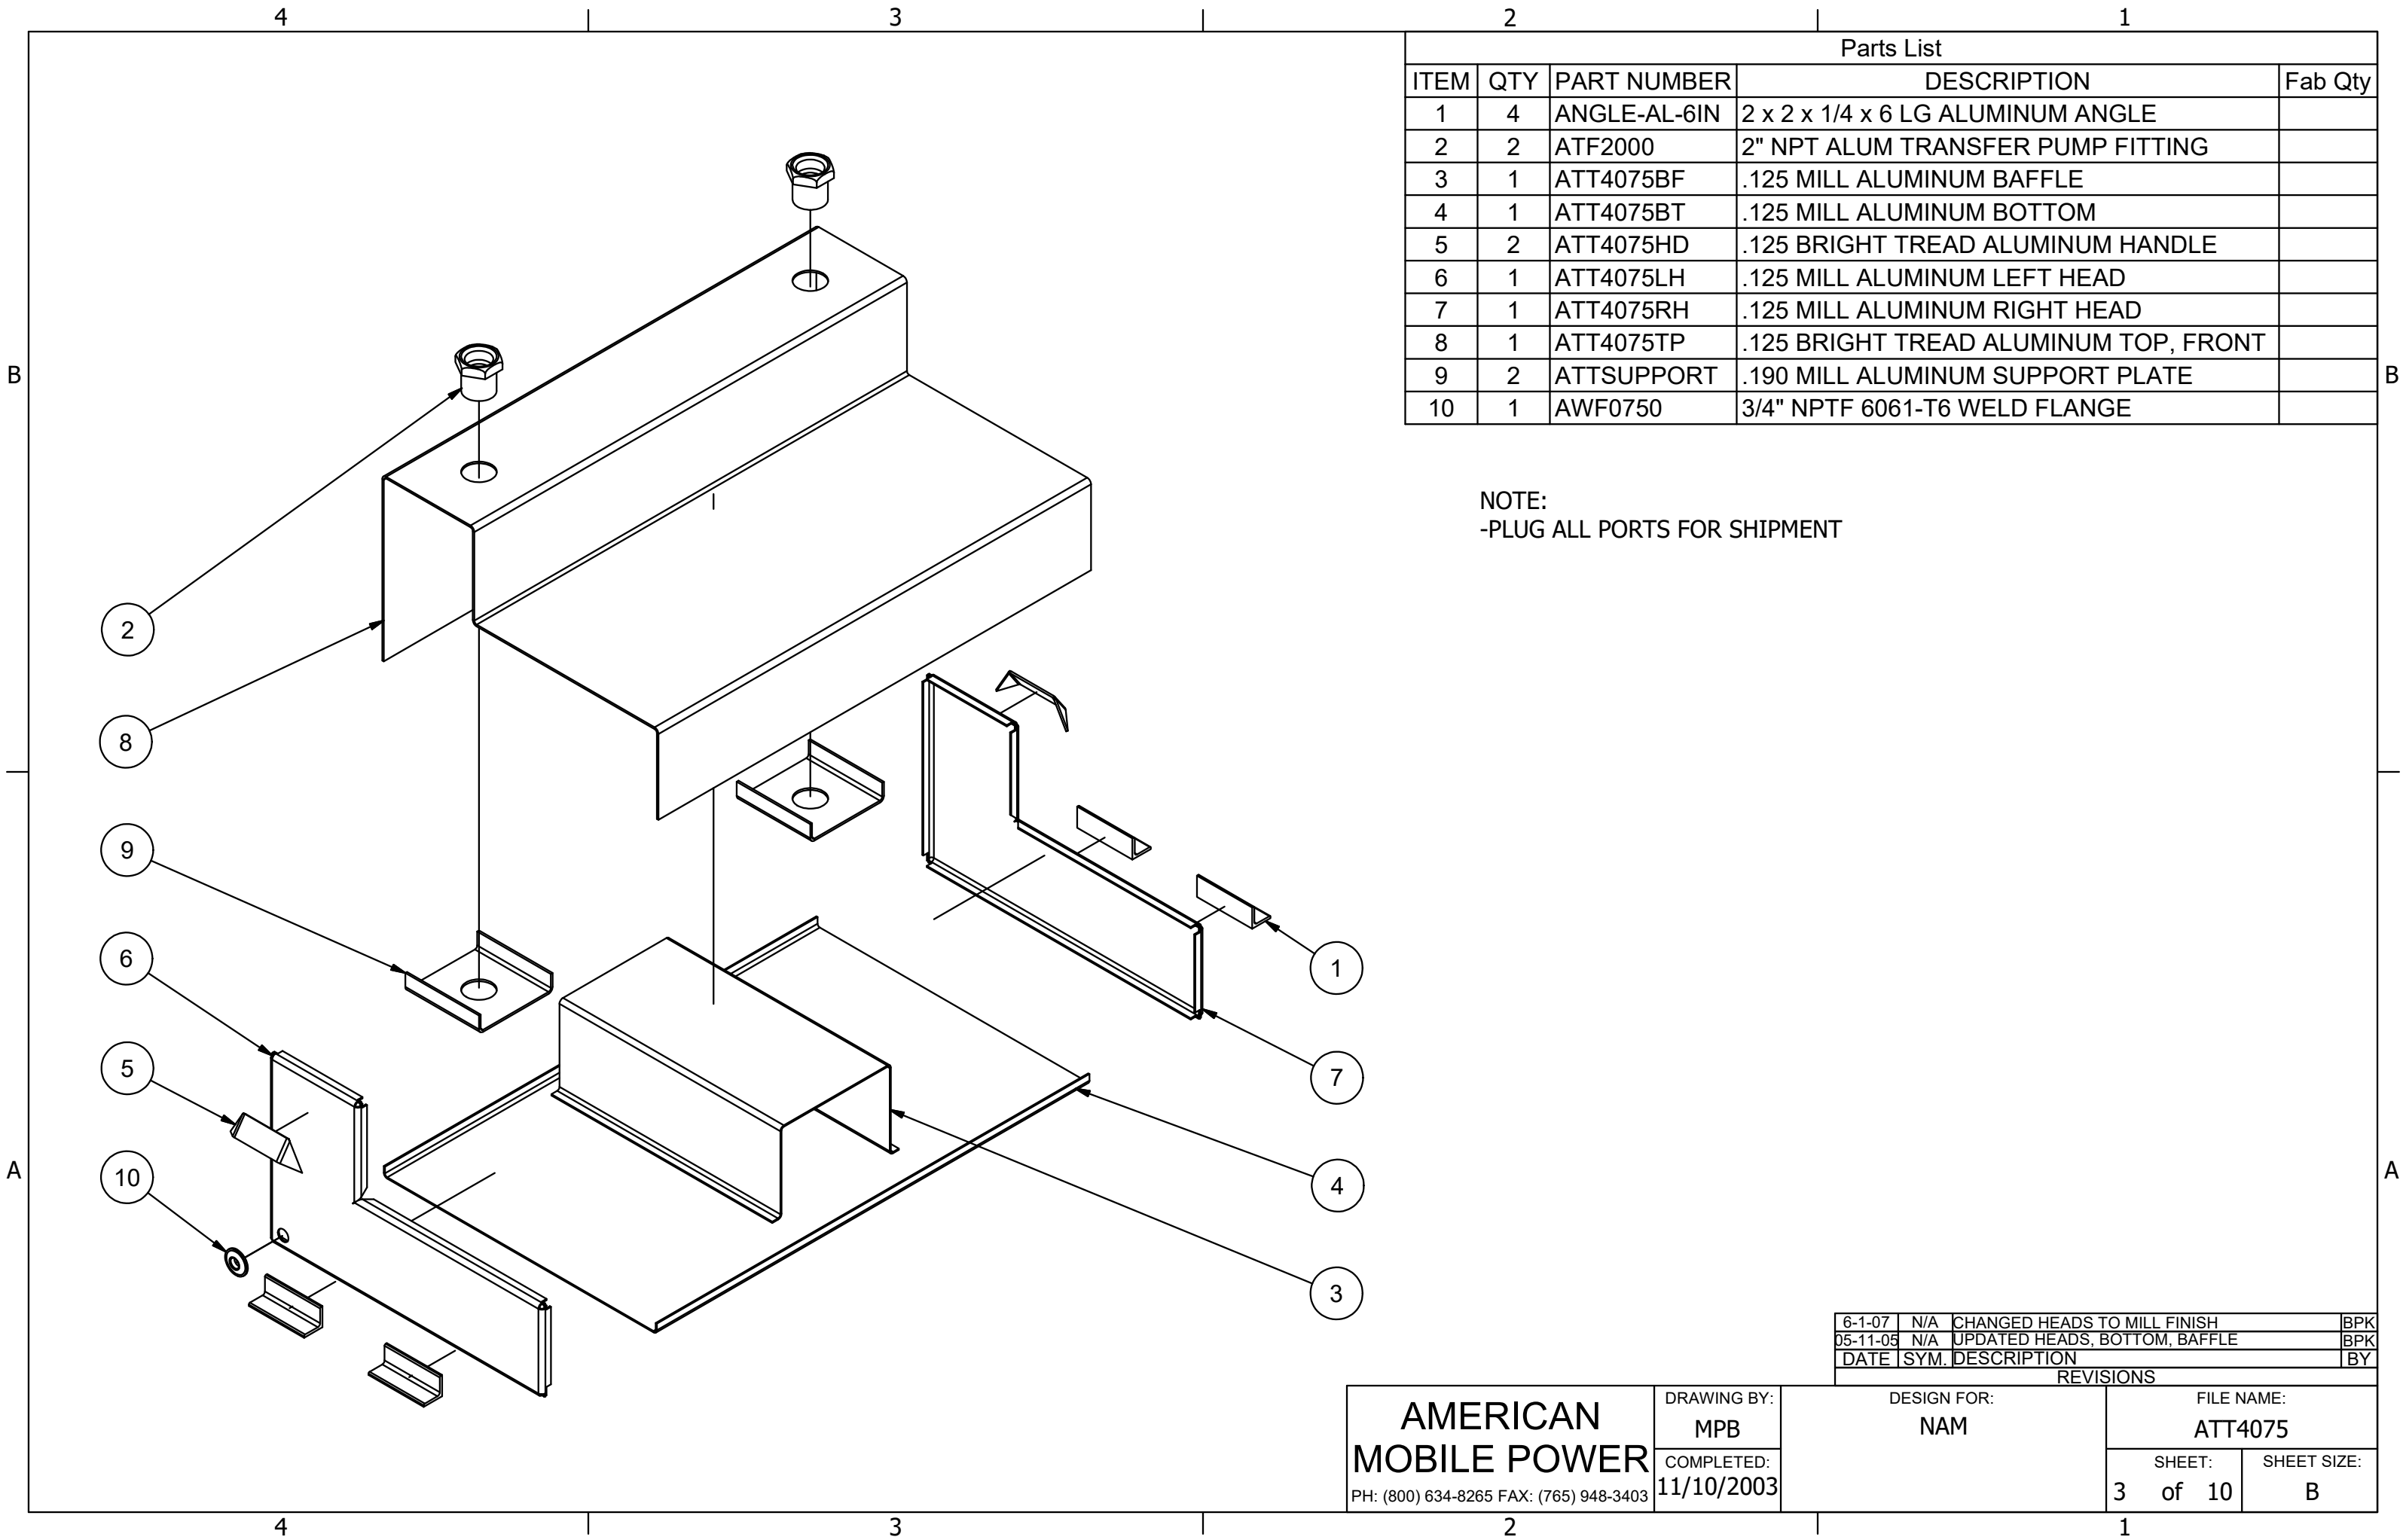 4 3 2 1
Parts List
ITEM QTY PART NUMBER DESCRIPTION Fab Qty
1 4 ANGLE-AL-6IN 2 x 2 x 1/4 x 6 LG ALUMINUM ANGLE
2 2 ATF2000 2" NPT ALUM TRANSFER PUMP FITTING
3 1 ATT4075BF .125 MILL ALUMINUM BAFFLE
4 1 ATT4075BT .125 MILL ALUMINUM BOTTOM
5 2 ATT4075HD .125 BRIGHT TREAD ALUMINUM HANDLE
6 1 ATT4075LH .125 MILL ALUMINUM LEFT HEAD
7 1 ATT4075RH .125 MILL ALUMINUM RIGHT HEAD
8 1 ATT4075TP .125 BRIGHT TREAD ALUMINUM TOP, FRONT
9 2 ATTSUPPORT .190 MILL ALUMINUM SUPPORT PLATE
10 1 AWF0750 3/4" NPTF 6061-T6 WELD FLANGE
B B
NOTE:
-PLUG ALL PORTS FOR SHIPMENT
2
8
9
6
1
5
7
10
4
3
A A
6-1-07 N/A CHANGED HEADS TO MILL FINISH BPK
05-11-05 N/A UPDATED HEADS, BOTTOM, BAFFLE BPK
DATE SYM. DESCRIPTION BY
REVISIONS
AMERICAN
MOBILE POWER
PH: (800) 634-8265 FAX: (765) 948-3403
DRAWING BY:
MPB
COMPLETED:
11/10/2003
DESIGN FOR:
NAM
FILE NAME:
ATT4075
SHEET:
3 of 10
SHEET SIZE:
B
4 3 2 1